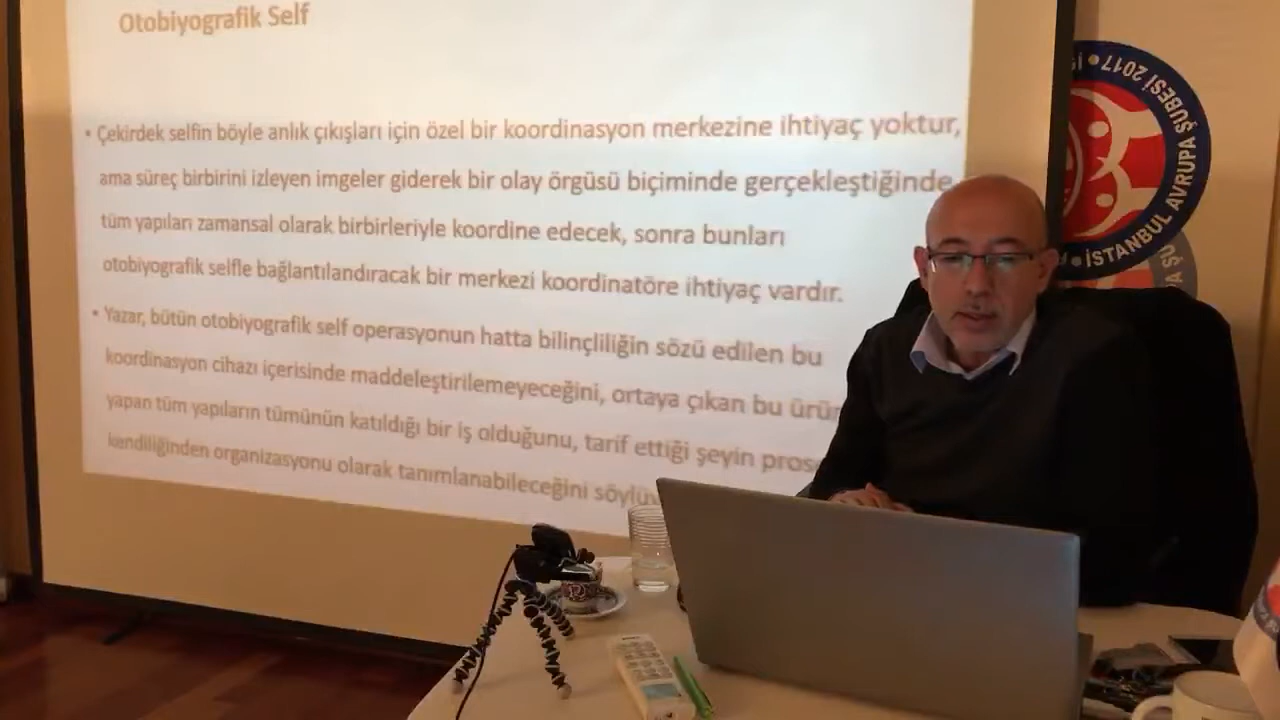 Otobiyografik Self
• Çekirdek selfin böyle anlık çıkışları için özel bir koordinasyon merkezine ihtiyaç yoktur,
ama süreç birbirini izleyen imgeler giderek bir olay örgüsü biçiminde gerçekleştiğinde
tüm yapıları zamansal olarak birbirleriyle koordine edecek, sonra bunları
otobiyografik selfle bağlantılandıracak bir merkezi koordinatöre ihtiyaç vardır.
• Yazar, bütün otobiyografik self operasyonun hatta bilinçliliğin sözü edilen bu
koordinasyon cihazı içerisinde maddeleştirilemeyeceğini, ortaya çıkan bu
yapan tüm yapıların tümünün katıldığı bir iş olduğunu, tarif ettiği şeyin
kendiliğinden organizasyonu olarak tanımlanabileceğini
• İSTANBUL AVRUPA ŞUBESİ 2017 •